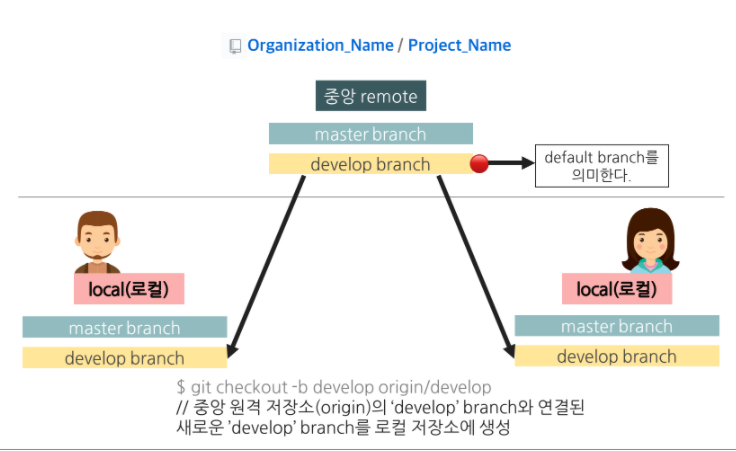 Organization_Name / Project_Name
중앙 remote
master branch
develop branch
default branch를
의미한다.
local(로컬)
local(로컬)
master branch
master branch
develop branch
develop branch
$ git checkout -b develop origin/develop
// 중앙 원격 저장소(origin)의 ‘develop’ branch와 연결된
새로운 ’develop’ branch를 로컬 저장소에 생성